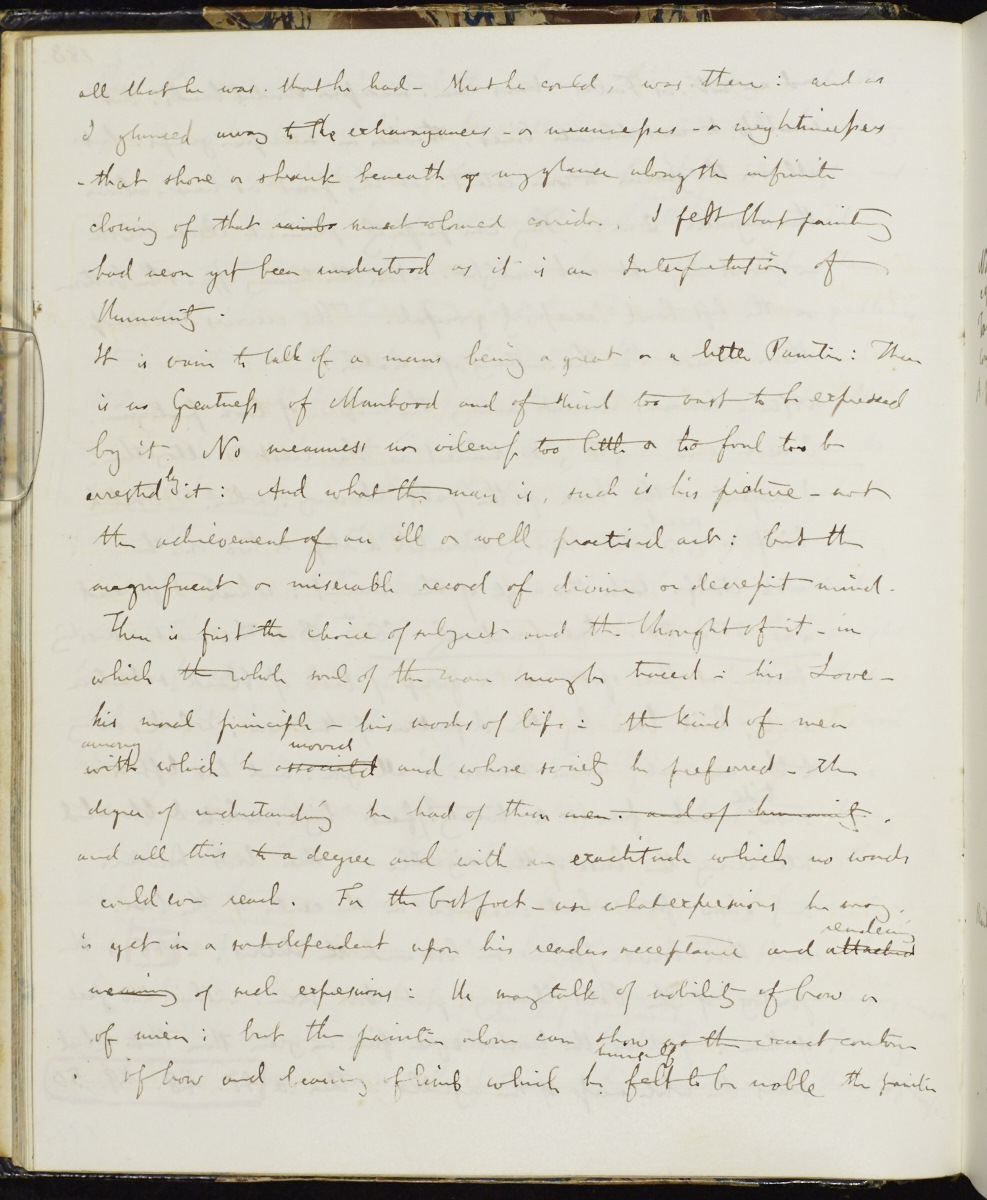 all that he was. that he had - that he could, was there: and as
I glanced away to the extravagances - or meannesses - or mightinesses
- that shone or shrunk beneath my glance along the infinite
closing of that rainbo sunset coloured corridor, I felt that painting
had never yet been understood as it is an Interpretation of
Humanity.
It is vain to talk of a mans being a great or a little Painter: There
is no Greatness of Manhood and of mind too vast to be expressed
by it. No meanness nor vileness too little or too foul to be
arrested by it: And what the man is, such is his picture - not
the achievement of an ill or well practised art: but the
magnificent or miserable record of divine or decrepit mind.
There is first the choice of subject and the thought of it - in
which the whole soul of the man may be traced: his Love -
his moral principle - his modes of life: the kind of men
among moved
with which he associated and whose society he preferred - the
degree of understanding he had of these men. and of humanity.
and all this to a degree and with an exactitude which no words
could ever reach. For the best poet - use what expressions he may,
rendering
is yet in a sort dependent upon his readers acceptance and attached
meaning of such expressions: He may talk of nobility of brow or
of mien: but the painter alone can show us the exact contour
himself
of brow and bearing of limb which he felt to be noble the painter